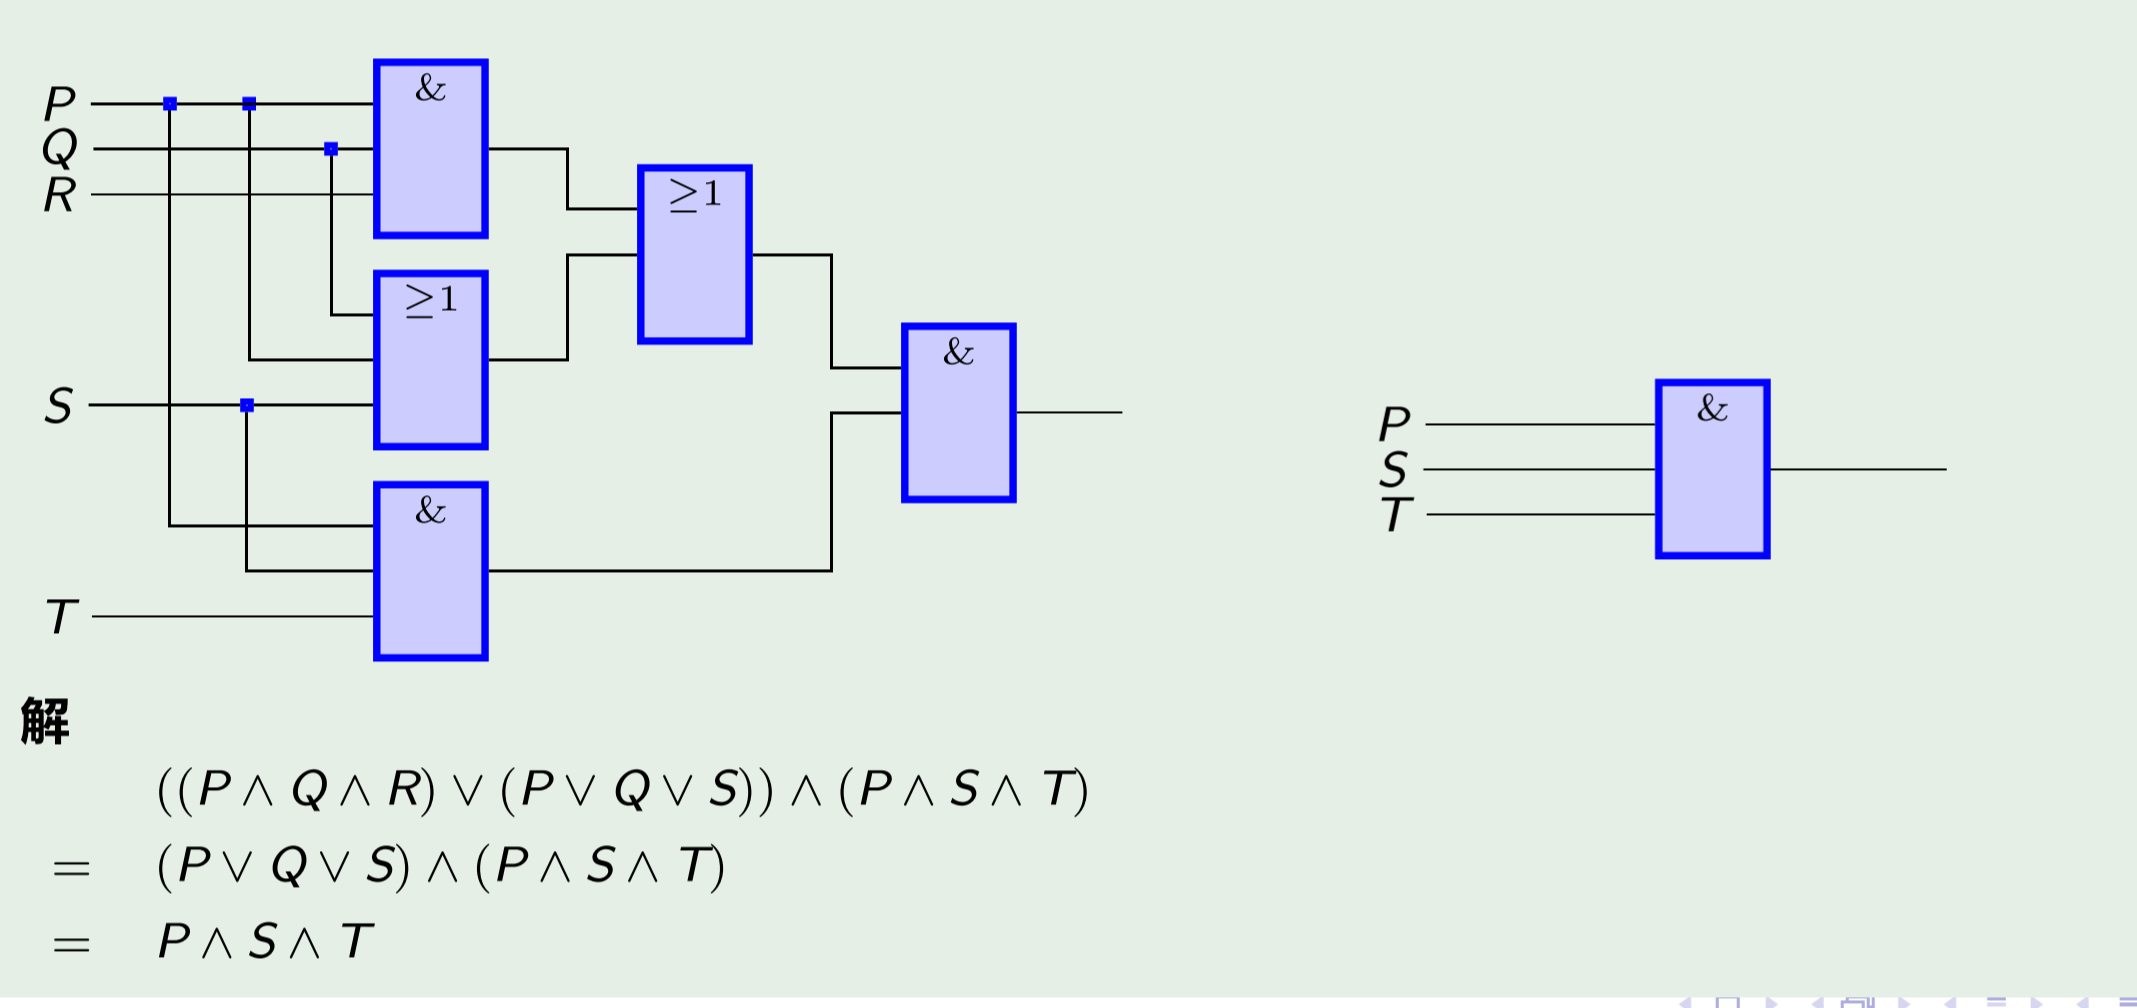 P
Q
R
S
T
&
≥1
&
≥1
&
P
S
T
&
解
((P ∧ Q ∧ R) ∨ (P ∨ Q ∨ S)) ∧ (P ∧ S ∧ T)
= (P ∨ Q ∨ S) ∧ (P ∧ S ∧ T)
= P ∧ S ∧ T